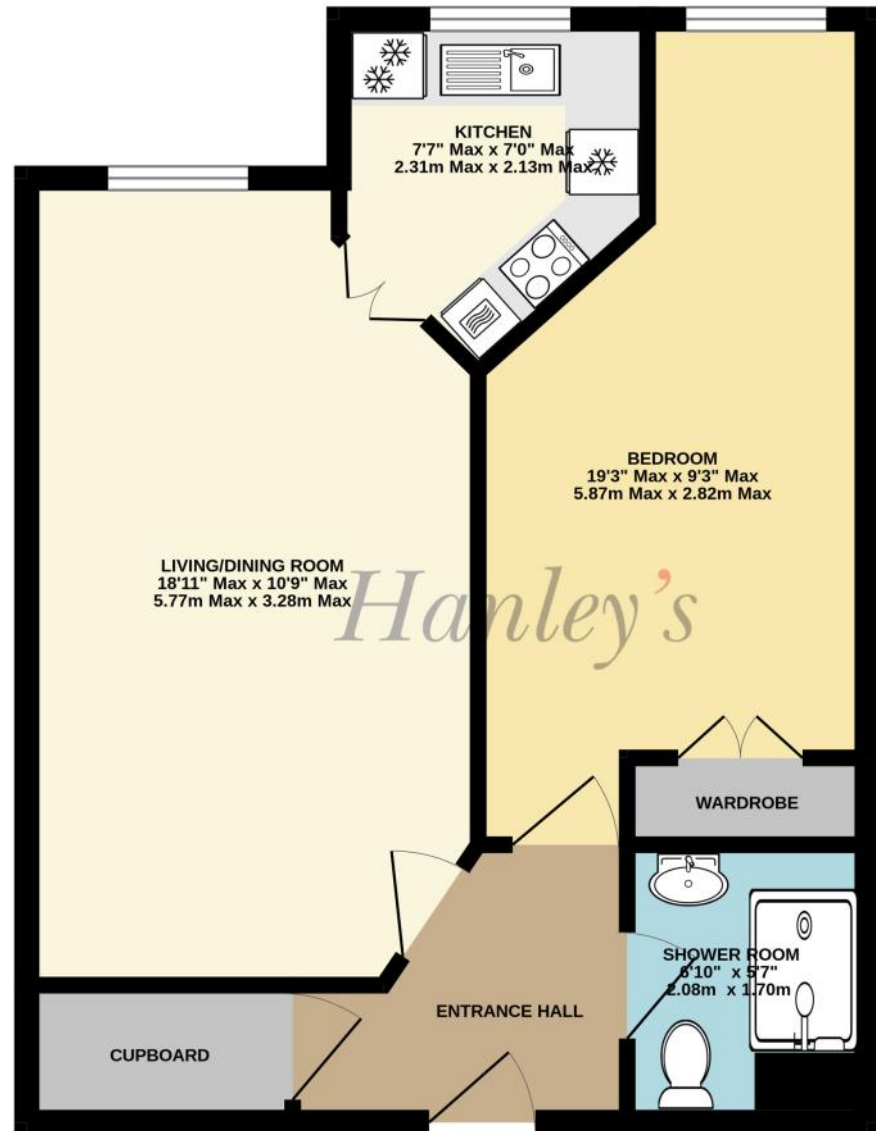 KITCHEN
7'7" Max x 7'0" Max
2.31m Max x 2.13m Max
BEDROOM
19'3" Max x 9'3" Max
5.87m Max x 2.82m Max
LIVING/DINING ROOM
18'11" Max x 10'9" Max
5.77m Max x 3.28m Max
Hanley's
WARDROBE
SHOWER ROOM
6'10" x 5'7"
2.08m x 1.70m
ENTRANCE HALL
CUPBOARD